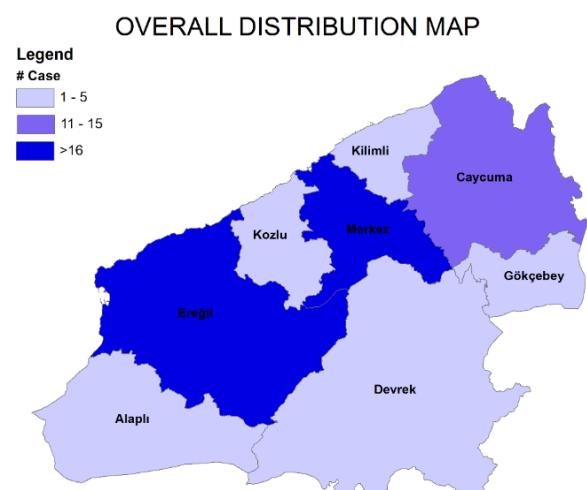 OVERALL DISTRIBUTION MAP
Legend
# Case
1 - 5
11 - 15
>16
Kilimli
Caycuma
Merkez
Kozlu
Gökçebey
Ereğli
Devrek
Alaplı